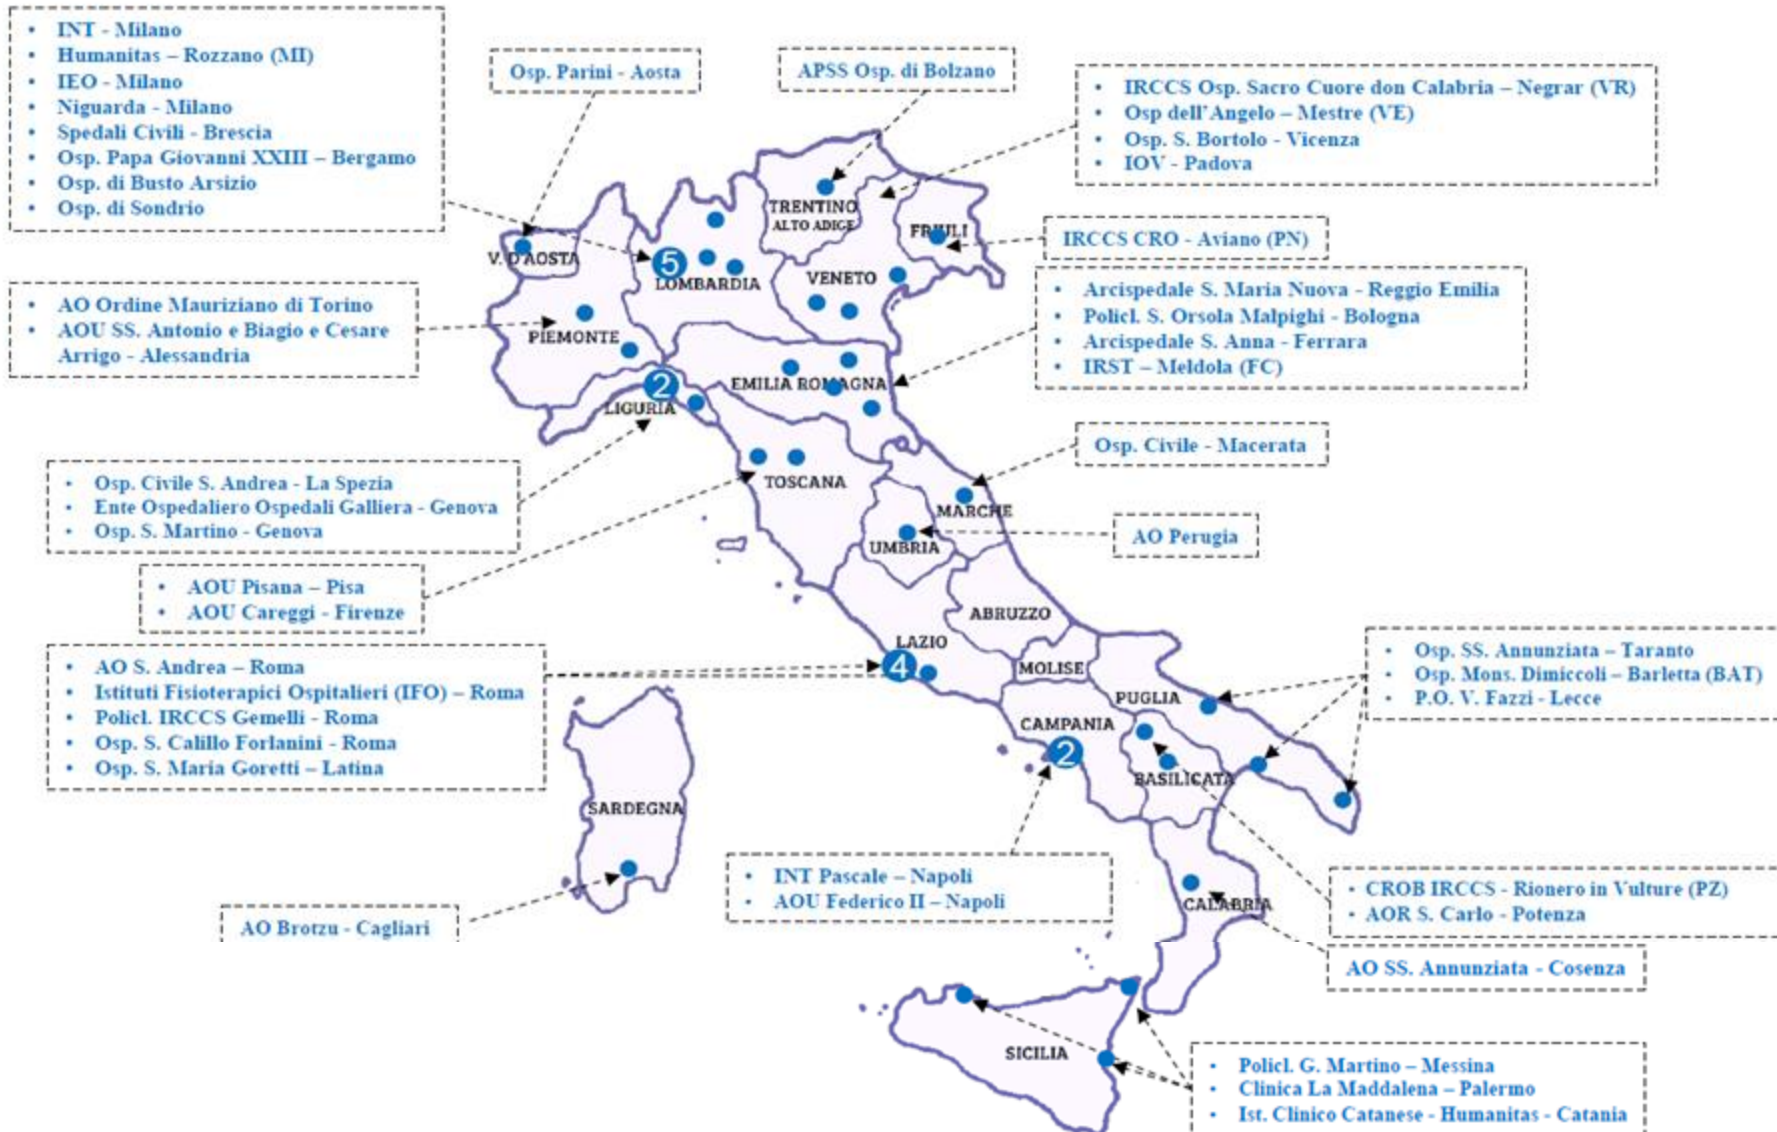 • INT - Milano
• Humanitas – Rozzano (MI)
• IEO - Milano
• Niguarda - Milano
• Spedali Civili - Brescia
• Osp. Papa Giovanni XXIII – Bergamo
• Osp. di Busto Arsizio
• Osp. di Sondrio
Osp. Parini - Aosta
APSS Osp. di Bolzano
• IRCCS Osp. Sacro Cuore don Calabria – Negrar (VR)
• Osp dell'Angelo – Mestre (VE)
• Osp. S. Bortolo - Vicenza
• IOV - Padova
IRCCS CRO - Aviano (PN)
• AO Ordine Mauriziano di Torino
• AOU SS. Antonio e Biagio e Cesare
Arrigo - Alessandria
• Arcispedale S. Maria Nuova - Reggio Emilia
• Policl. S. Orsola Malpighi - Bologna
• Arcispedale S. Anna - Ferrara
• IRST – Meldola (FC)
TRENTINO
ALTO ADIGE
FRIULI
V. D'AOSTA
5
LOMBARDIA
VENETO
PIEMONTE
EMILIA ROMAGNA
2
LIGURIA
• Osp. Civile S. Andrea - La Spezia
• Ente Ospedaliero Ospedali Galliera - Genova
• Osp. S. Martino - Genova
Osp. Civile - Macerata
TOSCANA
MARCHE
UMBRIA
AO Perugia
• AOU Pisana – Pisa
• AOU Careggi - Firenze
ABRUZZO
LAZIO
4
MOLISE
• AO S. Andrea – Roma
• Istituti Fisioterapici Ospitalieri (IFO) – Roma
• Policl. IRCCS Gemelli - Roma
• Osp. S. Calillo Forlanini - Roma
• Osp. S. Maria Goretti – Latina
• Osp. SS. Annunziata – Taranto
• Osp. Mons. Dimiccoli – Barletta (BAT)
• P.O. V. Fazzi - Lecce
PUGLIA
CAMPANIA
2
BASILICATA
SARDEGNA
• INT Pascale – Napoli
• AOU Federico II – Napoli
• CROB IRCCS - Rionero in Vulture (PZ)
• AOR S. Carlo - Potenza
CALABRIA
AO Brotzu - Cagliari
AO SS. Annunziata - Cosenza
SICILIA
• Policl. G. Martino – Messina
• Clinica La Maddalena – Palermo
• Ist. Clinico Catanese - Humanitas - Catania